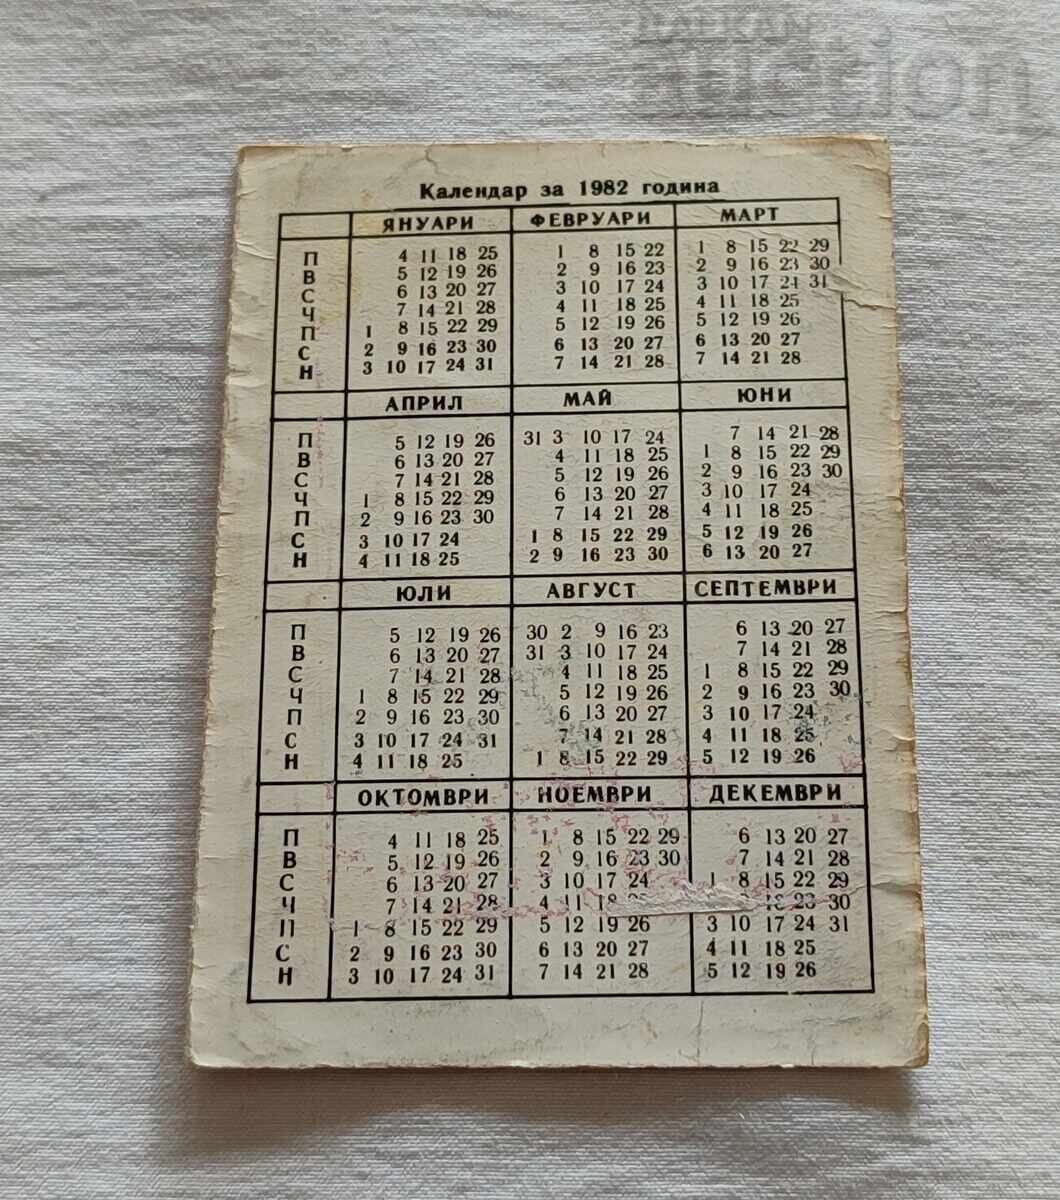 BALKAN
auction
Календар за 1982 година
ЯНУАРИ ФЕВРУАРИ МАРТ
П 4 11 18 25 1 8 15 22 1 8 15 22 29
В 5 12 19 26 2 9 16 23 2 9 16 23 30
С 6 13 20 27 3 10 17 24 3 10 17 24 31
Ч 7 14 21 28 4 11 18 25 4 11 18 25
П 1 8 15 22 29 5 12 19 26 5 12 19 26
С 2 9 16 23 30 6 13 20 27 6 13 20 27
Н 3 10 17 24 31 7 14 21 28 7 14 21 28
АПРИЛ МАЙ ЮНИ
П 5 12 19 26 31 3 10 17 24 7 14 21 28
В 6 13 20 27 4 11 18 25 1 8 15 22 29
С 7 14 21 28 5 12 19 26 2 9 16 23 30
Ч 1 8 15 22 29 6 13 20 27 3 10 17 24
П 2 9 16 23 30 7 14 21 28 4 11 18 25
С 3 10 17 24 1 8 15 22 29 5 12 19 26
Н 4 11 18 25 2 9 16 23 30 6 13 20 27
ЮЛИ АВГУСТ СЕПТЕМВРИ
П 5 12 19 26 30 2 9 16 23 6 13 20 27
В 6 13 20 27 31 3 10 17 24 7 14 21 28
С 7 14 21 28 4 11 18 25 1 8 15 22 29
Ч 1 8 15 22 29 5 12 19 26 2 9 16 23 30
П 2 9 16 23 30 6 13 20 27 3 10 17 24
С 3 10 17 24 31 7 14 21 28 4 11 18 25
Н 4 11 18 25 1 8 15 22 29 5 12 19 26
ОКТОМВРИ НОЕМВРИ ДЕКЕМВРИ
П 4 11 18 25 1 8 15 22 29 6 13 20 27
В 5 12 19 26 2 9 16 23 30 7 14 21 28
С 6 13 20 27 3 10 17 24 1 8 15 22 29
Ч 7 14 21 28 4 11 18 23 30
П 1 8 15 22 29 5 12 19 26 3 10 17 24 31
С 2 9 16 23 30 6 13 20 27 4 11 18 25
Н 3 10 17 24 31 7 14 21 28 5 12 19 26